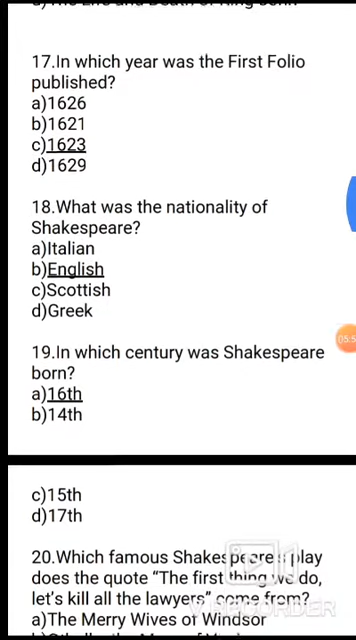 17.In which year was the First Folio
published?
a)1626
b)1621
c)1623
d)1629
18.What was the nationality of
Shakespeare?
a)Italian
b)English
c)Scottish
d)Greek
19.In which century was Shakespeare
born?
a)16th
b)14th
c)15th
d)17th
20.Which famous Shakespeare's play
does the quote “The first thing we do,
let's kill all the lawyers” come from?
a)The Merry Wives of Windsor